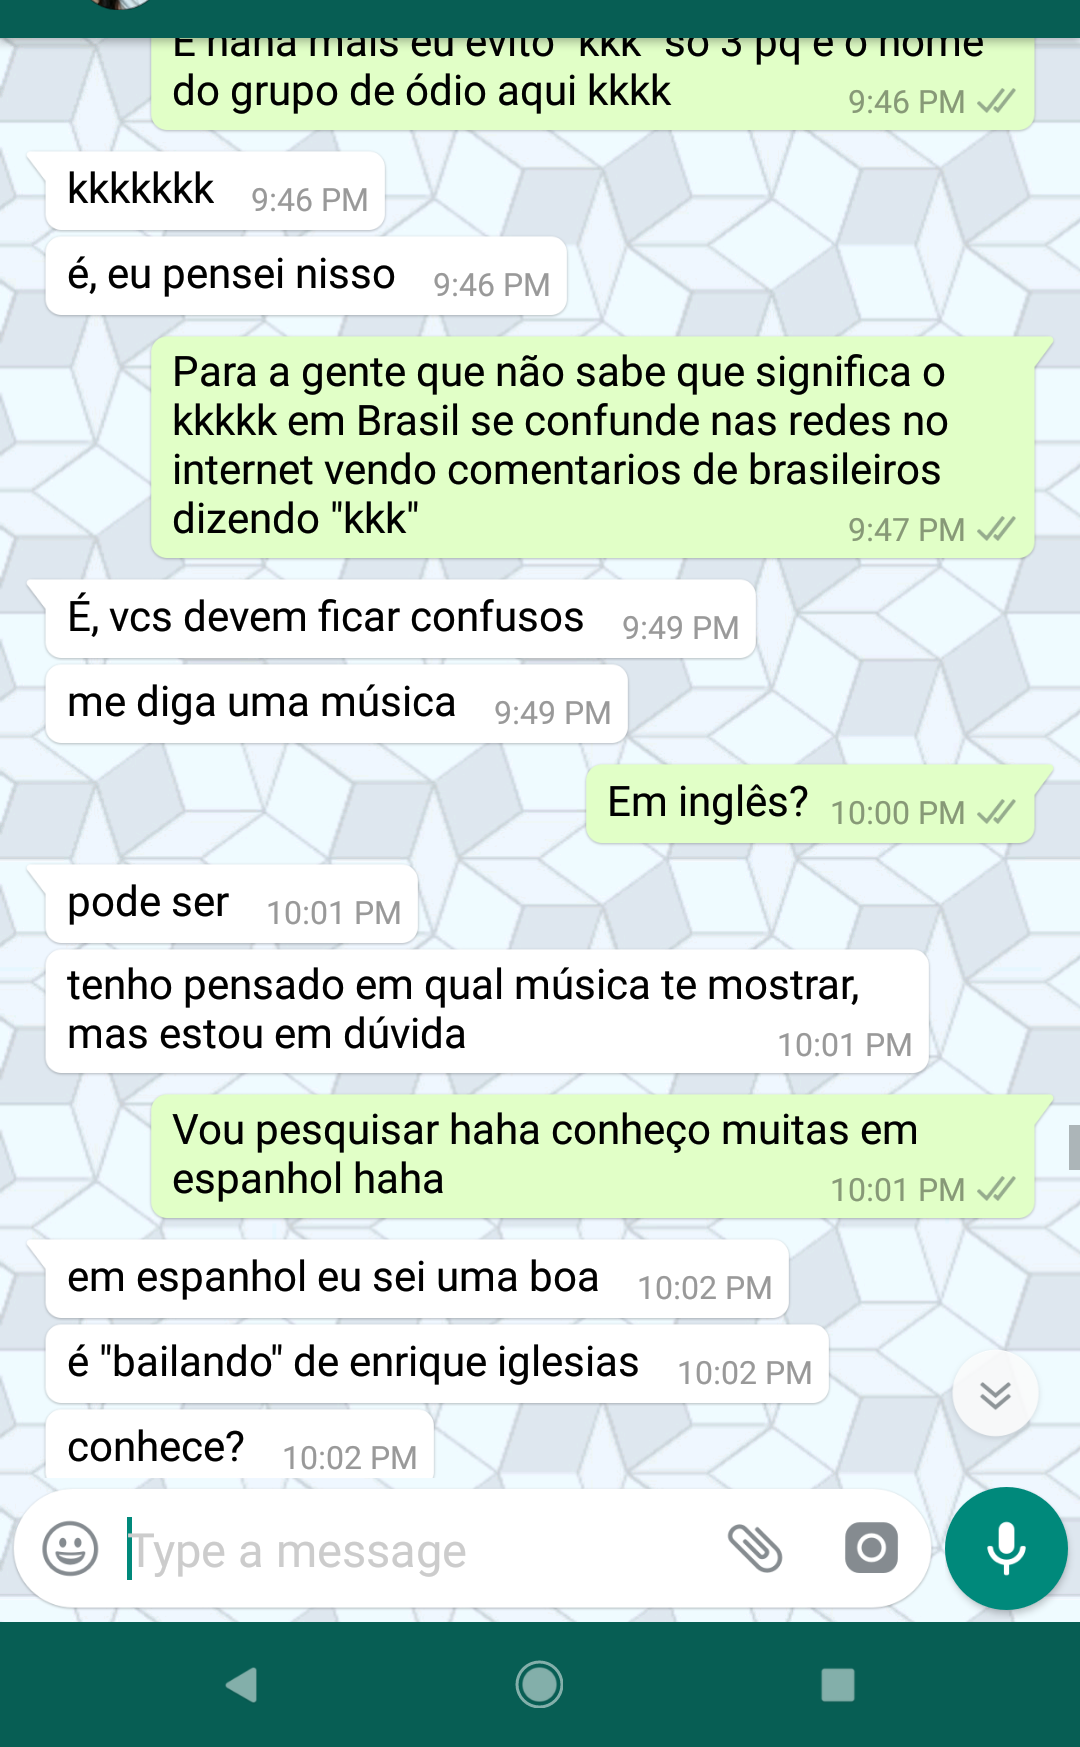 E haha mais eu evito "kkk" só 3 pq é o nome
do grupo de ódio aqui kkkk
9:46 PM
kkkkkkk
9:46 PM
é, eu pensei nisso
9:46 PM
Para a gente que não sabe que significa o
kkkkk em Brasil se confunde nas redes no
internet vendo comentarios de brasileiros
dizendo "kkk"
9:47 PM
É, vcs devem ficar confusos
9:49 PM
me diga uma música
9:49 PM
Em inglês?
10:00 PM
pode ser
10:01 PM
tenho pensado em qual música te mostrar,
mas estou em dúvida
10:01 PM
Vou pesquisar haha conheço muitas em
espanhol haha
10:01 PM
em espanhol eu sei uma boa
10:02 PM
é "bailando" de enrique iglesias
10:02 PM
conhece?
10:02 PM
Type a message